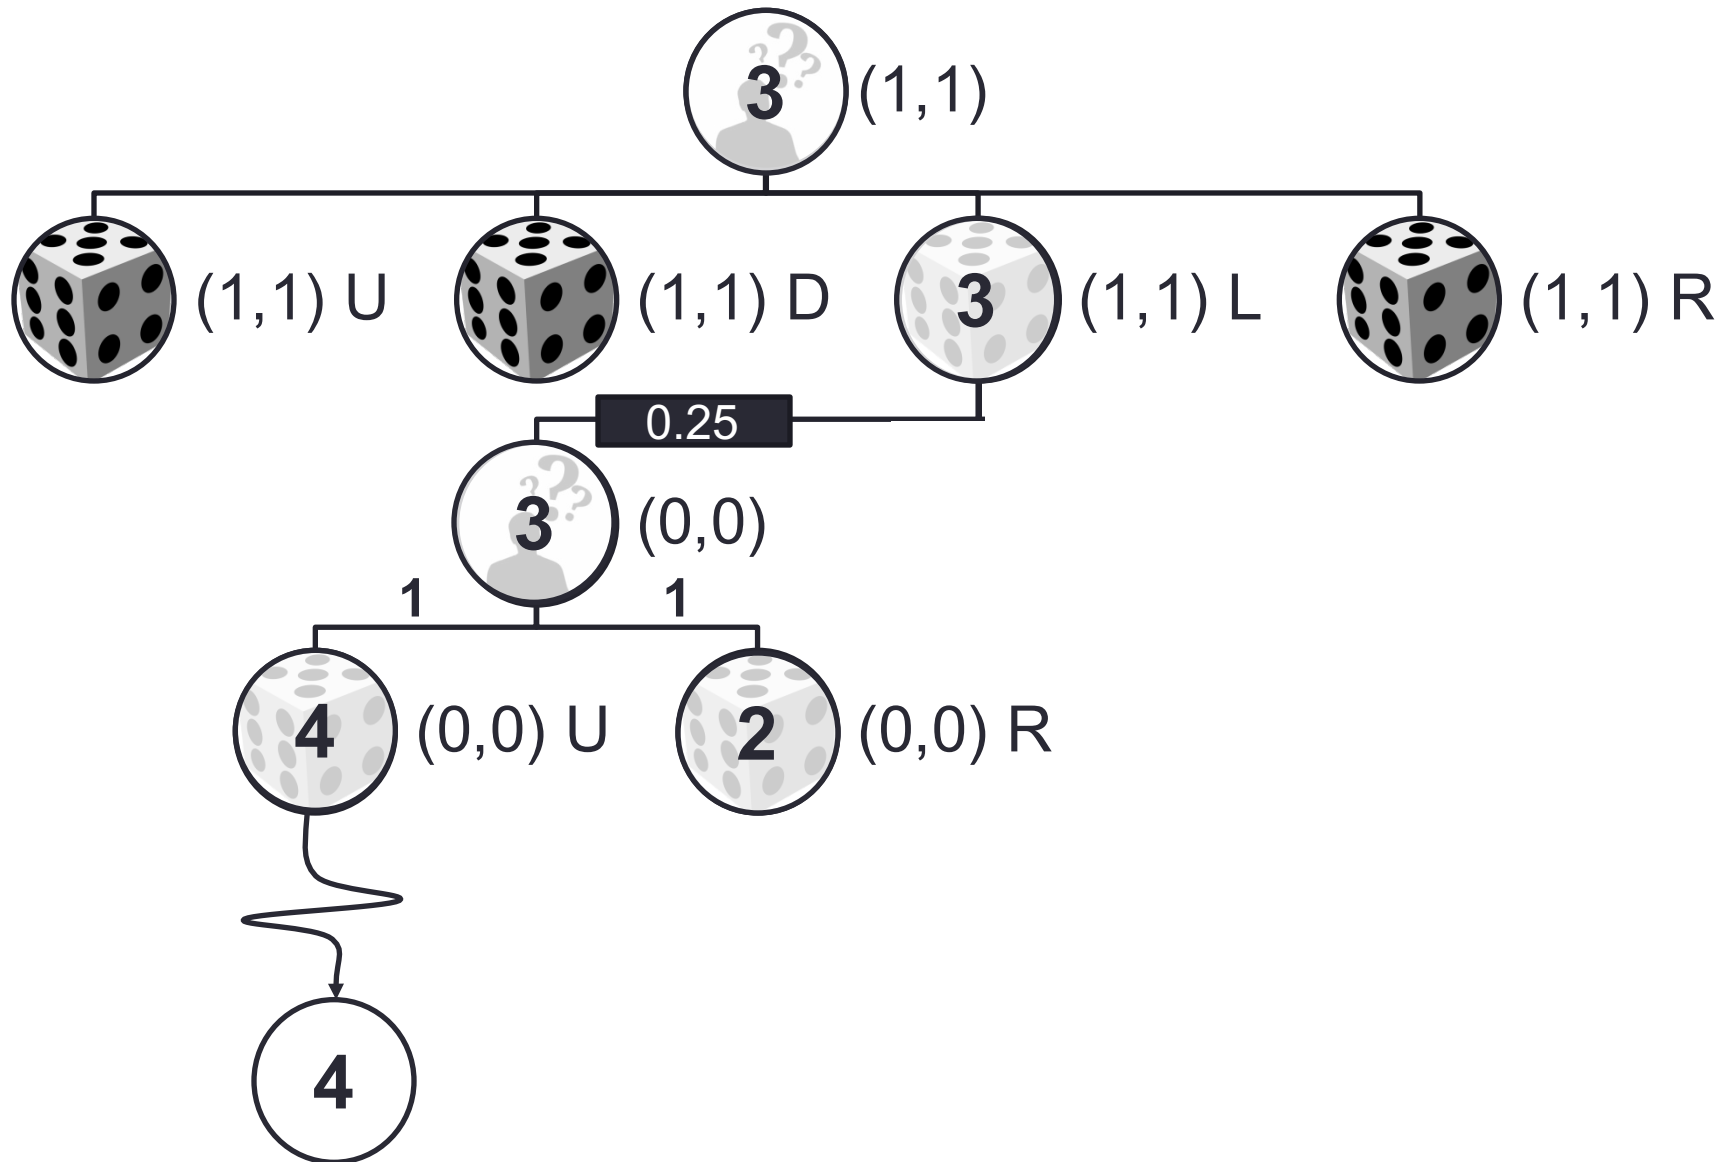 ???
3 (1,1)
(1,1) U
(1,1) D
3 (1,1) L
(1,1) R
0.25
???
3 (0,0)
1 1
4 (0,0) U
2 (0,0) R
4